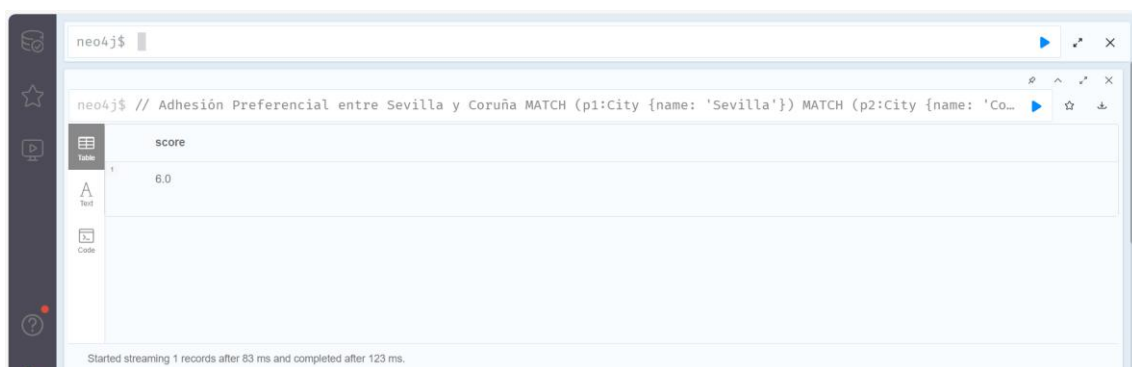 neo4j$
neo4j$ // Adhesión Preferencial entre Sevilla y Coruña MATCH (p1:City {name: 'Sevilla'}) MATCH (p2:City {name: 'Co…
Table
score
1
6.0
A
Text
Code
Started streaming 1 records after 83 ms and completed after 123 ms.